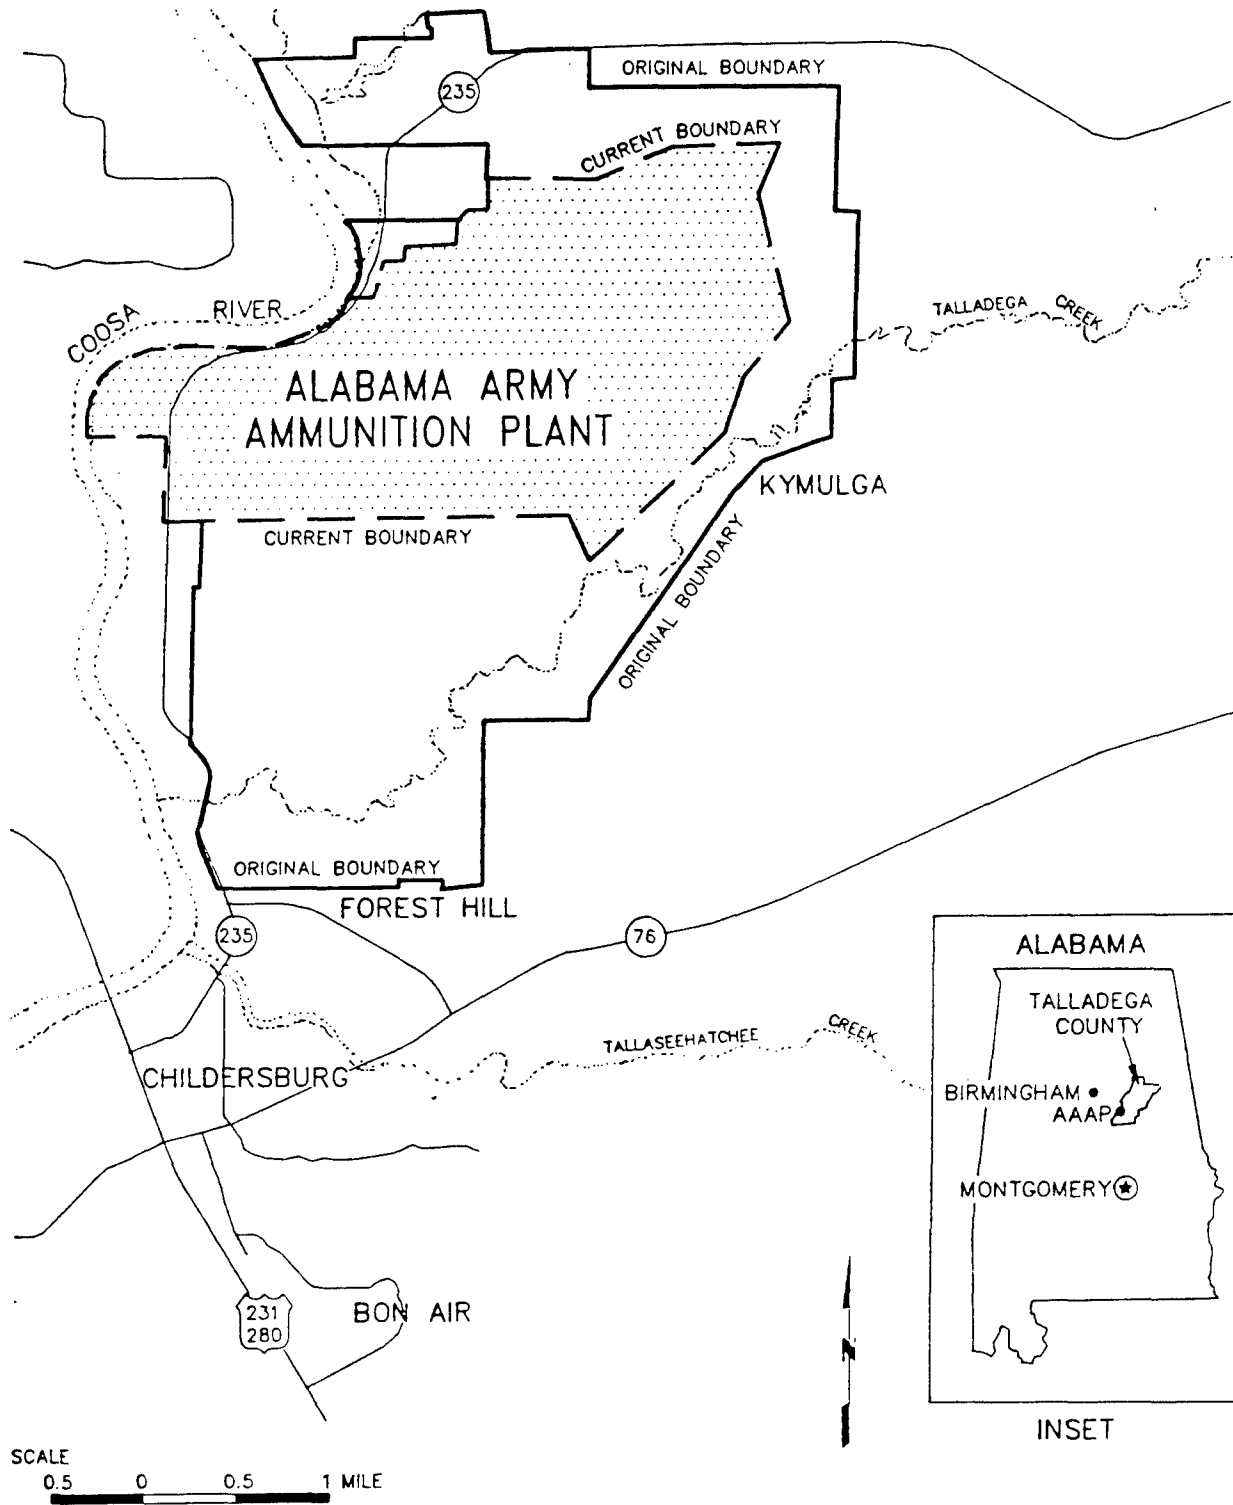 ORIGINAL BOUNDARY
235
CURRENT BOUNDARY
TALLADEGA CREEK
COOSA RIVER
ALABAMA ARMY
AMMUNITION PLANT
KYMULGA
CURRENT BOUNDARY
ORIGINAL BOUNDARY
ORIGINAL BOUNDARY
FOREST HILL
235
76
TALLASEEHATCHEE CREEK
CHILDERSBURG
231
280
BON AIR
ALABAMA
TALLADEGA
COUNTY
BIRMINGHAM
AAAP
MONTGOMERY
N
INSET
SCALE
0.5 0 0.5 1 MILE